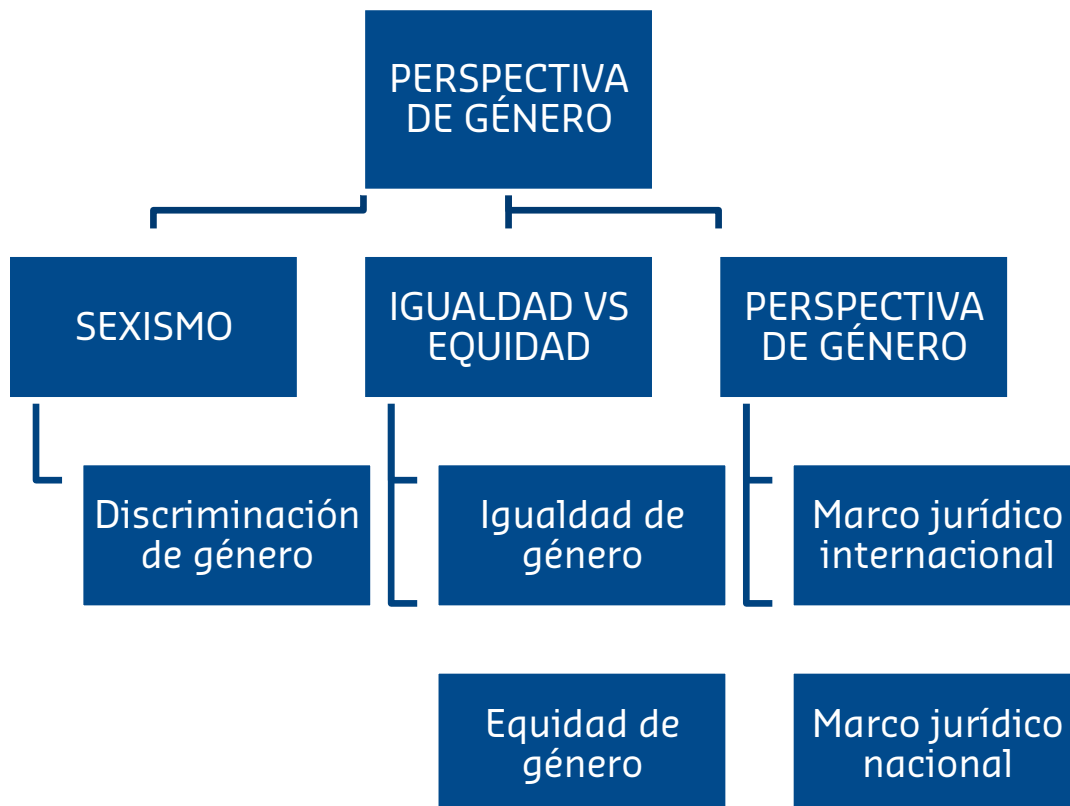 PERSPECTIVA
DE GÉNERO
SEXISMO
IGUALDAD VS
EQUIDAD
PERSPECTIVA
DE GÉNERO
Discriminación
de género
Igualdad de
género
Marco jurídico
internacional
Equidad de
género
Marco jurídico
nacional